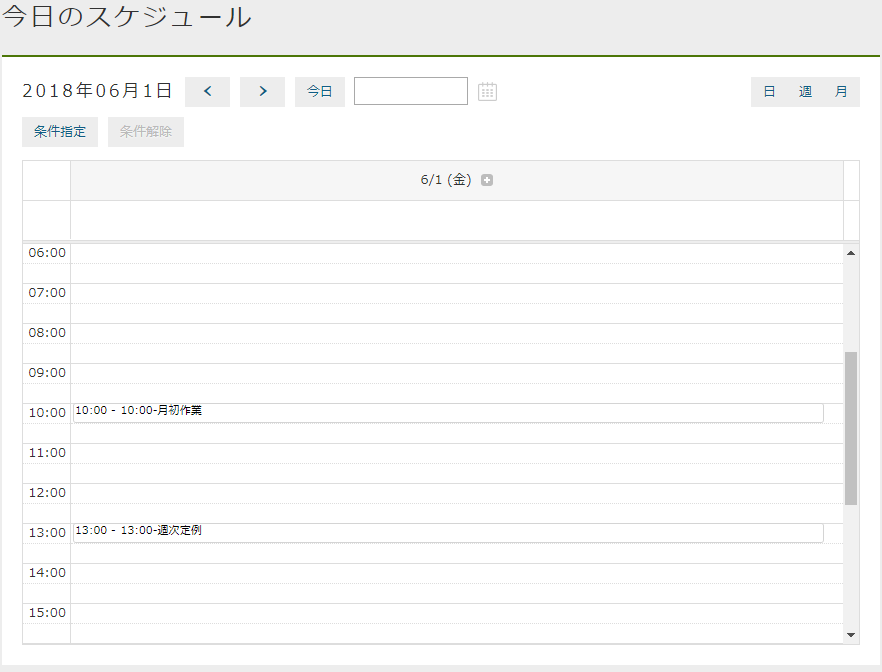 今日のスケジュール
2018年06月1日 < > 今日 日 週 月
条件指定 条件解除
6/1 (金)
06:00
07:00
08:00
09:00
10:00 10:00 - 10:00-月初作業
11:00
12:00
13:00 13:00 - 13:00-週次定例
14:00
15:00